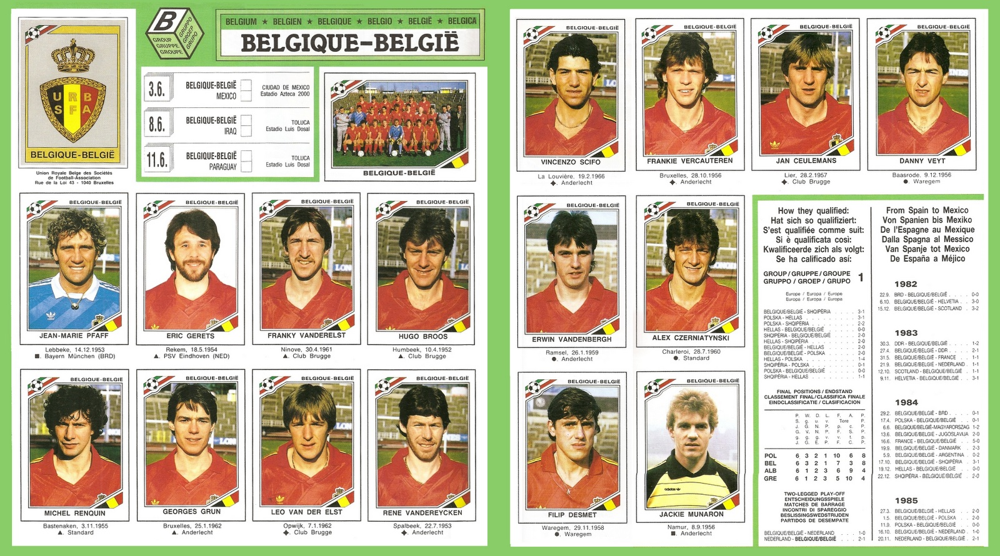 BELGIQUE-BELGIË
Union Royale Belge des Sociétés
de Football-Association
Rue de la Loi 43 - 1040 Bruxelles
B
GROUP
GRUPPE
GROUPE
GRUPPO
GROEP
GRUPO
BELGIUM ★ BELGIEN ★ BELGIQUE ★ BELGIO ★ BELGIË ★ BELGICA
BELGIQUE-BELGIË
3.6. BELGIQUE-BELGIË CIUDAD DE MEXICO
MEXICO Estadio Azteca 2000
8.6. BELGIQUE-BELGIË TOLUCA
IRAQ Estadio Luis Dosal
11.6. BELGIQUE-BELGIË TOLUCA
PARAGUAY Estadio Luis Dosal
URB
SFA
BELGIQUE-BELGIË
BELGIQUE-BELGIË
JEAN-MARIE PFAFF
Lebbeke, 14.12.1953
■. Bayern München (BRD)
BELGIQUE-BELGIË
ERIC GERETS
Rekem, 18.5.1954
▲. PSV Eindhoven (NED)
BELGIQUE-BELGIË
FRANKY VANDERELST
Ninove, 30.4.1961
▲. Club Brugge
BELGIQUE-BELGIË
HUGO BROOS
Humbeek, 10.4.1952
▲. Club Brugge
BELGIQUE-BELGIË
MICHEL RENQUIN
Bastenaken, 3.11.1955
▲. Standard
BELGIQUE-BELGIË
GEORGES GRUN
Bruxelles, 25.1.1962
▲. Anderlecht
BELGIQUE-BELGIË
LEO VAN DER ELST
Opwijk, 7.1.1962
◆. Club Brugge
BELGIQUE-BELGIË
RENE VANDEREYCKEN
Spalbeek, 22.7.1953
◆. Anderlecht
BELGIQUE-BELGIË
VINCENZO SCIFO
La Louvière, 19.2.1966
◆. Anderlecht
BELGIQUE-BELGIË
FRANKIE VERCAUTEREN
Bruxelles, 28.10.1956
◆. Anderlecht
BELGIQUE-BELGIË
JAN CEULEMANS
Lier, 28.2.1957
◆. Club Brugge
BELGIQUE-BELGIË
DANNY VEYT
Baasrode, 9.12.1956
●. Waregem
BELGIQUE-BELGIË
ERWIN VANDENBERGH
Ramsel, 26.1.1959
●. Anderlecht
BELGIQUE-BELGIË
ALEX CZERNIATYNSKI
Charleroi, 28.7.1960
●. Standard
BELGIQUE-BELGIË
FILIP DESMET
Waregem, 29.11.1958
●. Waregem
BELGIQUE-BELGIË
adidas
JACKIE MUNARON
Namur, 8.9.1956
■. Anderlecht
How they qualified:
Hat sich so qualifiziert:
S'est qualifiée comme suit:
Si è qualificata così:
Kwalificeerde zich als volgt:
Se ha calificado así:
GROUP / GRUPPE / GROUPE
GRUPPO / GROEP / GRUPO 1
Europe / Europa / Europe
Europa / Europa / Europa
BELGIQUE/BELGIË - SHQIPËRIA . . . . 3-1
POLSKA - HELLAS . . . . 3-1
POLSKA - SHQIPËRIA . . . . 2-2
HELLAS - BELGIQUE/BELGIË . . . . 0-0
SHQIPËRIA - BELGIQUE/BELGIË . . . . 2-0
HELLAS - SHQIPËRIA . . . . 2-0
BELGIQUE/BELGIË - HELLAS . . . . 2-0
BELGIQUE/BELGIË - POLSKA . . . . 2-0
HELLAS - POLSKA . . . . 1-4
SHQIPËRIA - POLSKA . . . . 0-1
POLSKA - BELGIQUE/BELGIË . . . . 0-0
SHQIPËRIA - HELLAS . . . . 1-1
FINAL POSITIONS / ENDSTAND
CLASSEMENT FINAL / CLASSIFICA FINALE
EINDCLASSIFICATIE / CLASIFICACION
P. W. D. L. F. A. P.
S. g. u. v. Tore P.
J. G. N. P. p. c. P.
G. V. N. P. F. S. P.
g. g. g. v. v. t. p.
J. G. E. P. F. C. P.
POL 6 3 2 1 10 6 8
BEL 6 3 2 1 7 3 8
ALB 6 1 2 3 6 9 4
GRE 6 1 2 3 5 10 4
TWO-LEGGED PLAY-OFF
ENTSCHEIDUNGSSPIELE
MATCHES DE BARRAGE
INCONTRI DI SPAREGGIO
BESLISSINGSWEDSTRIJDEN
PARTIDOS DE DESEMPATE
BELGIQUE/BELGIË - NEDERLAND . . . 1-0
NEDERLAND - BELGIQUE/BELGIË . . . 2-1
From Spain to Mexico
Von Spanien bis Mexiko
De l'Espagne au Mexique
Dalla Spagna al Messico
Van Spanje tot Mexico
De España a Méjico
1982
22.9. BRD - BELGIQUE/BELGIË . . . . 0-0
6.10. BELGIQUE/BELGIË - HELVETIA . . 3-0
15.12. BELGIQUE/BELGIË - SCOTLAND . 3-2
1983
30.3. DDR - BELGIQUE/BELGIË . . . . 1-2
27.4. BELGIQUE/BELGIË - DDR . . . . 2-1
31.5. BELGIQUE/BELGIË - FRANCE . . 1-1
21.9. BELGIQUE/BELGIË - NEDERLAND . 1-1
12.10. SCOTLAND - BELGIQUE/BELGIË . 1-1
9.11. HELVETIA - BELGIQUE/BELGIË . . 3-1
1984
29.2. BELGIQUE/BELGIË - BRD . . . . 0-1
17.4. POLSKA - BELGIQUE/BELGIË . . 0-1
6.6. BELGIQUE/BELGIË-MAGYARORSZAG 1-2
13.6. BELGIQUE/BELGIË - JUGOSLAVIJA 2-0
16.6. FRANCE - BELGIQUE/BELGIË . . 5-0
19.9. BELGIQUE/BELGIË - DANMARK . . 2-3
5.9. BELGIQUE/BELGIË - ARGENTINA . 0-2
17.10. BELGIQUE/BELGIË - SHQIPËRIA . 3-1
19.12. HELLAS - BELGIQUE/BELGIË . . 0-0
22.12. SHQIPËRIA - BELGIQUE/BELGIË . 2-0
1985
27.3. BELGIQUE/BELGIË - HELLAS . . 2-0
1.5. BELGIQUE/BELGIË - POLSKA . . 2-0
11.9. POLSKA - BELGIQUE/BELGIË . . 0-0
16.10. BELGIQUE/BELGIË - NEDERLAND . 1-0
20.11. NEDERLAND - BELGIQUE/BELGIË . 2-1